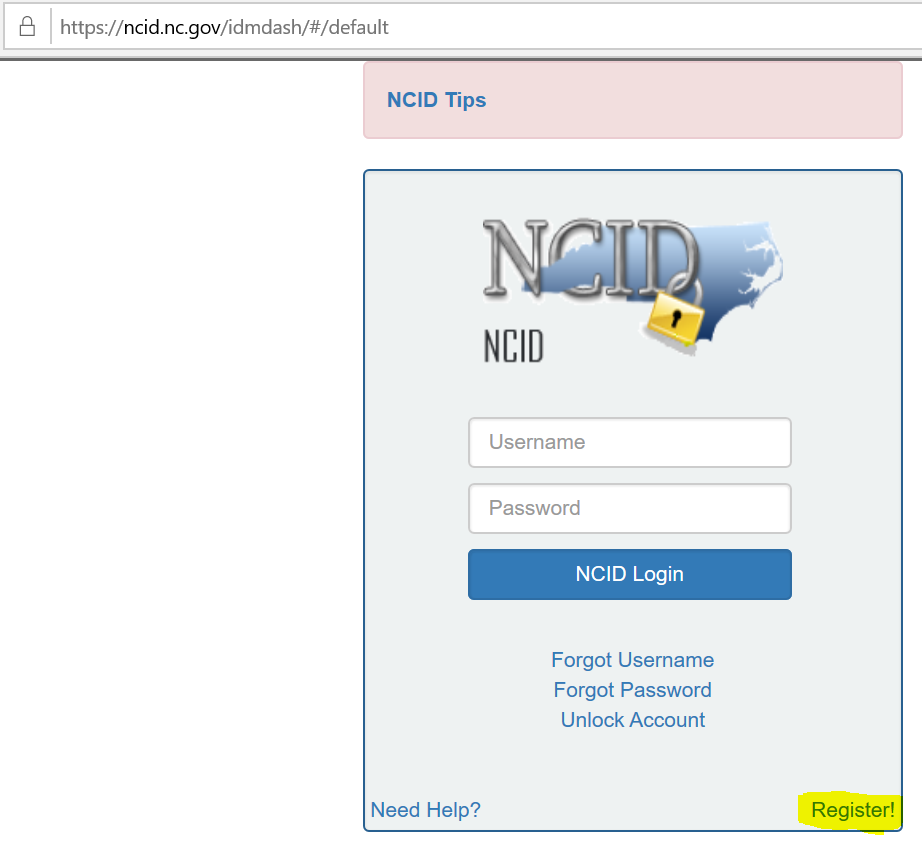 https://ncid.nc.gov/idmdash/#/default
NCID Tips
NCID
NCID
Username
Password
NCID Login
Forgot Username
Forgot Password
Unlock Account
Need Help? Register!